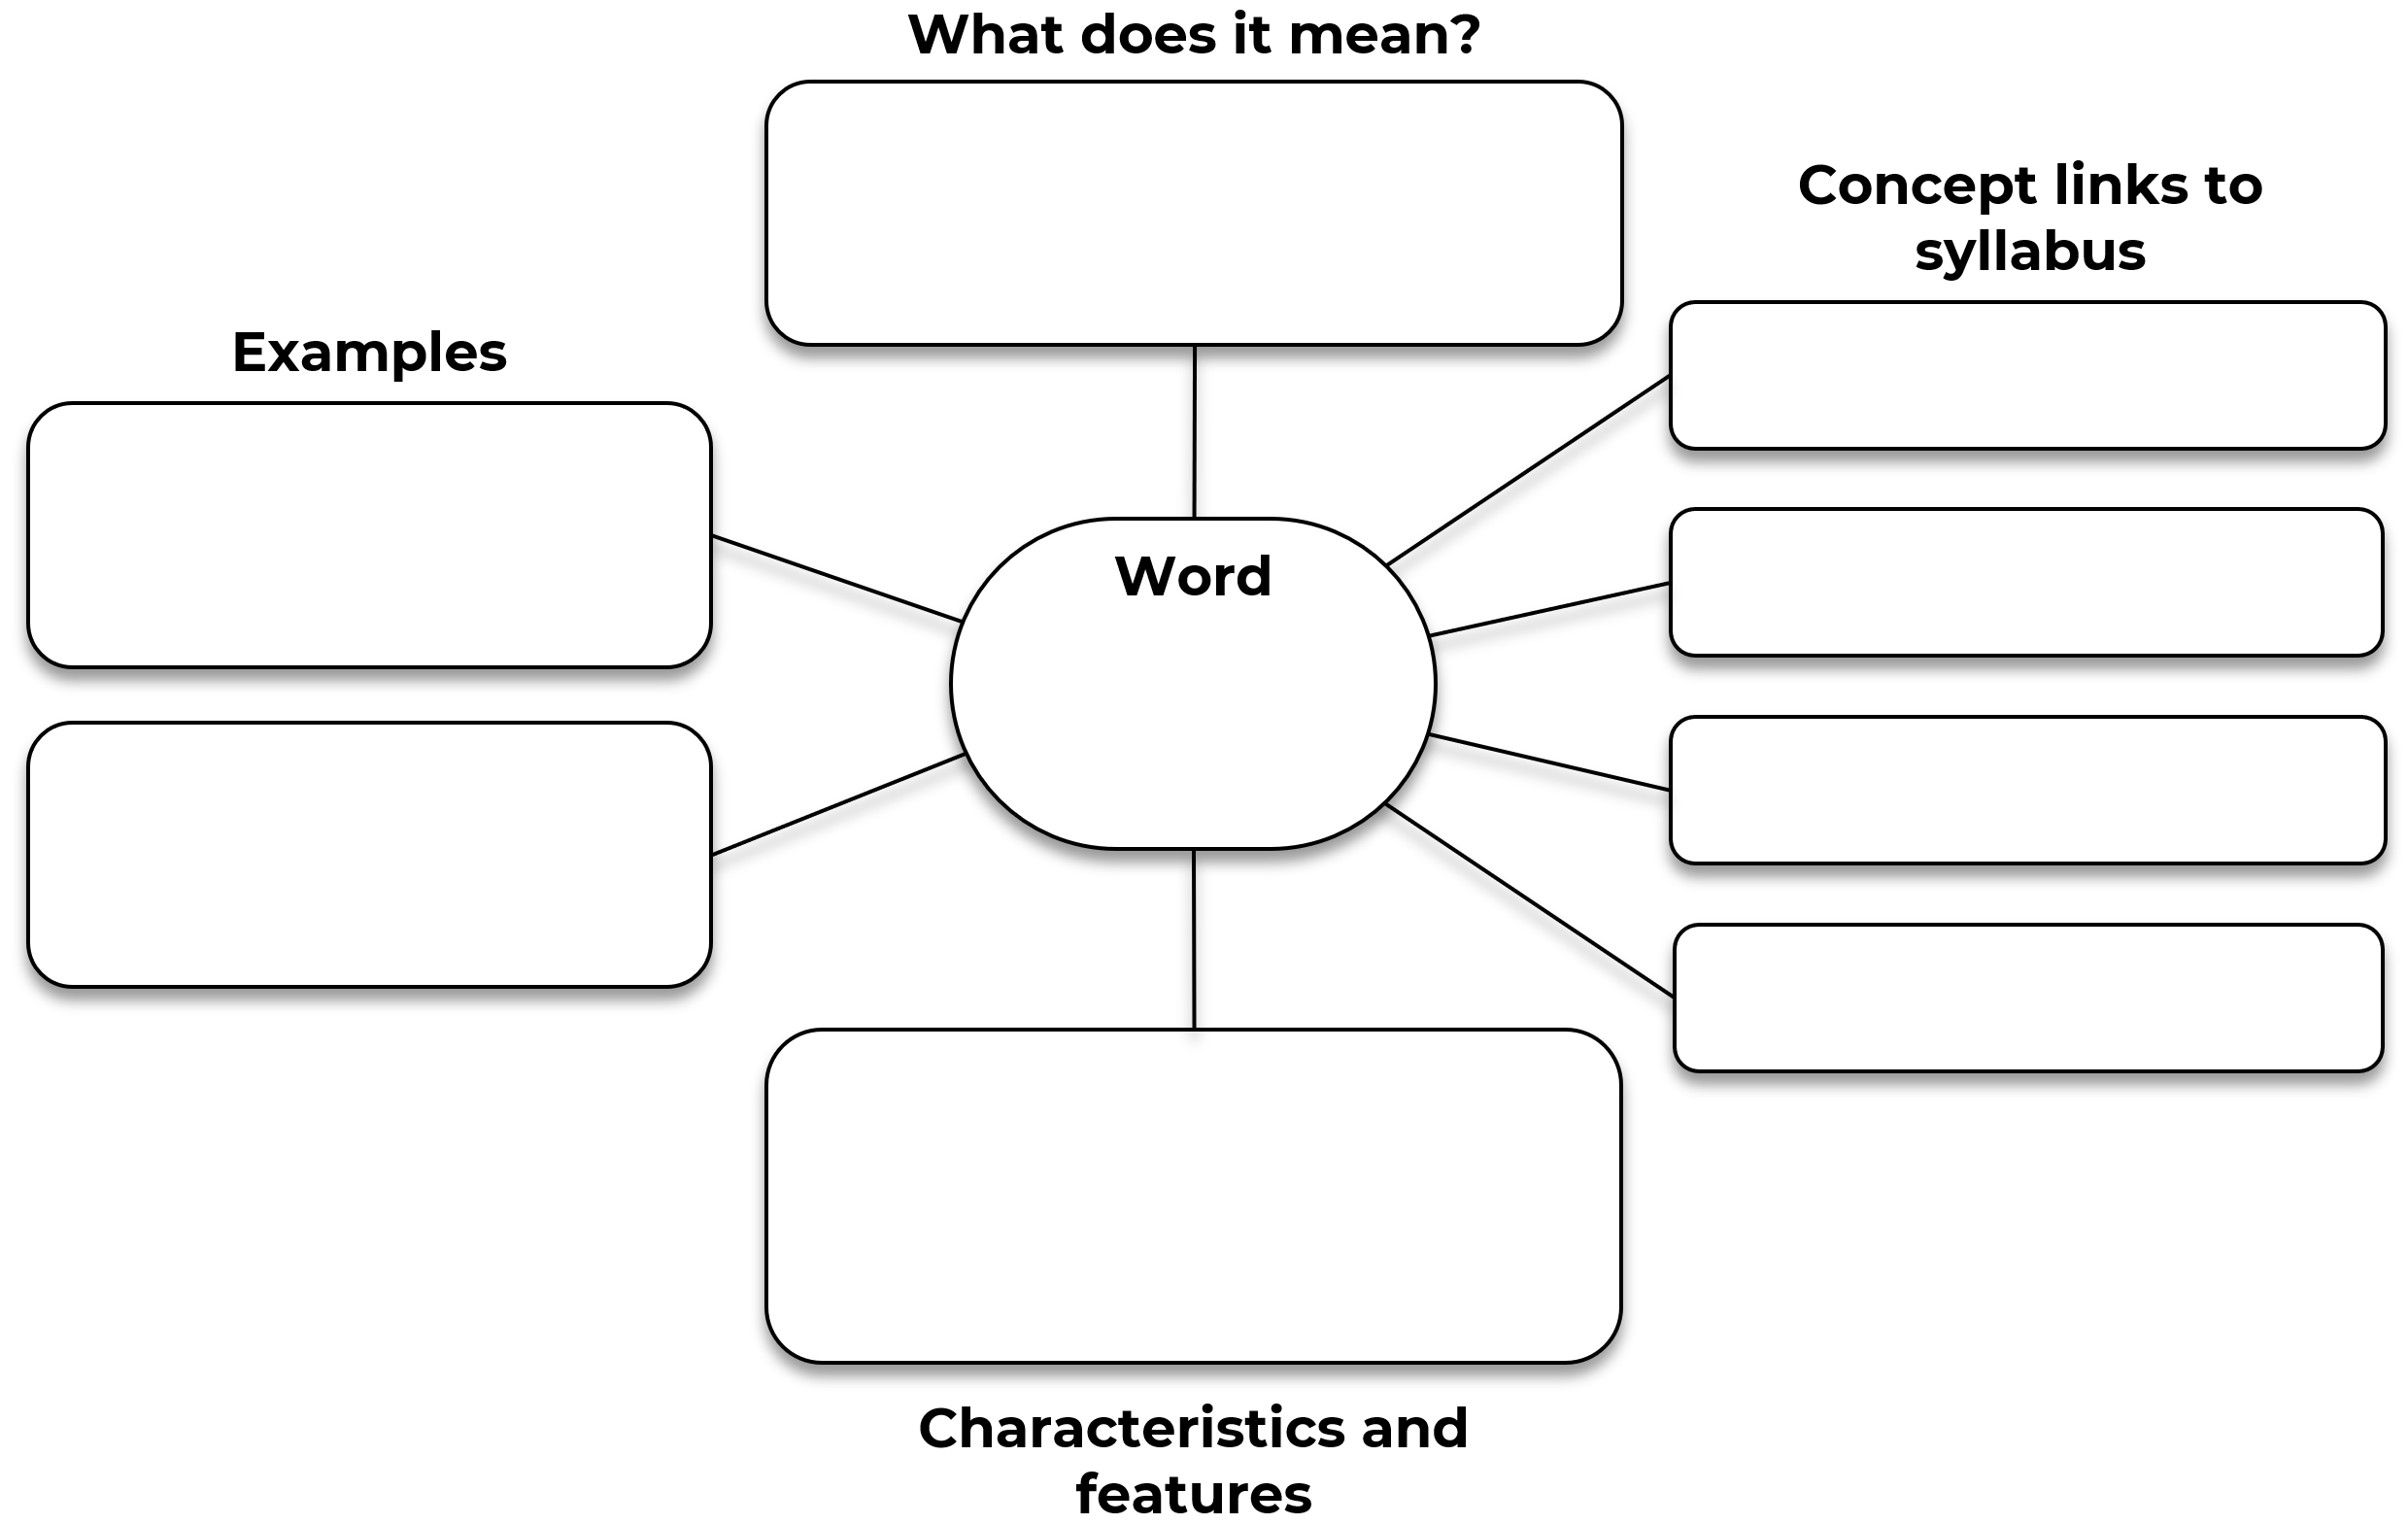 What does it mean?
Concept links to
syllabus
Examples
Word
Characteristics and
features